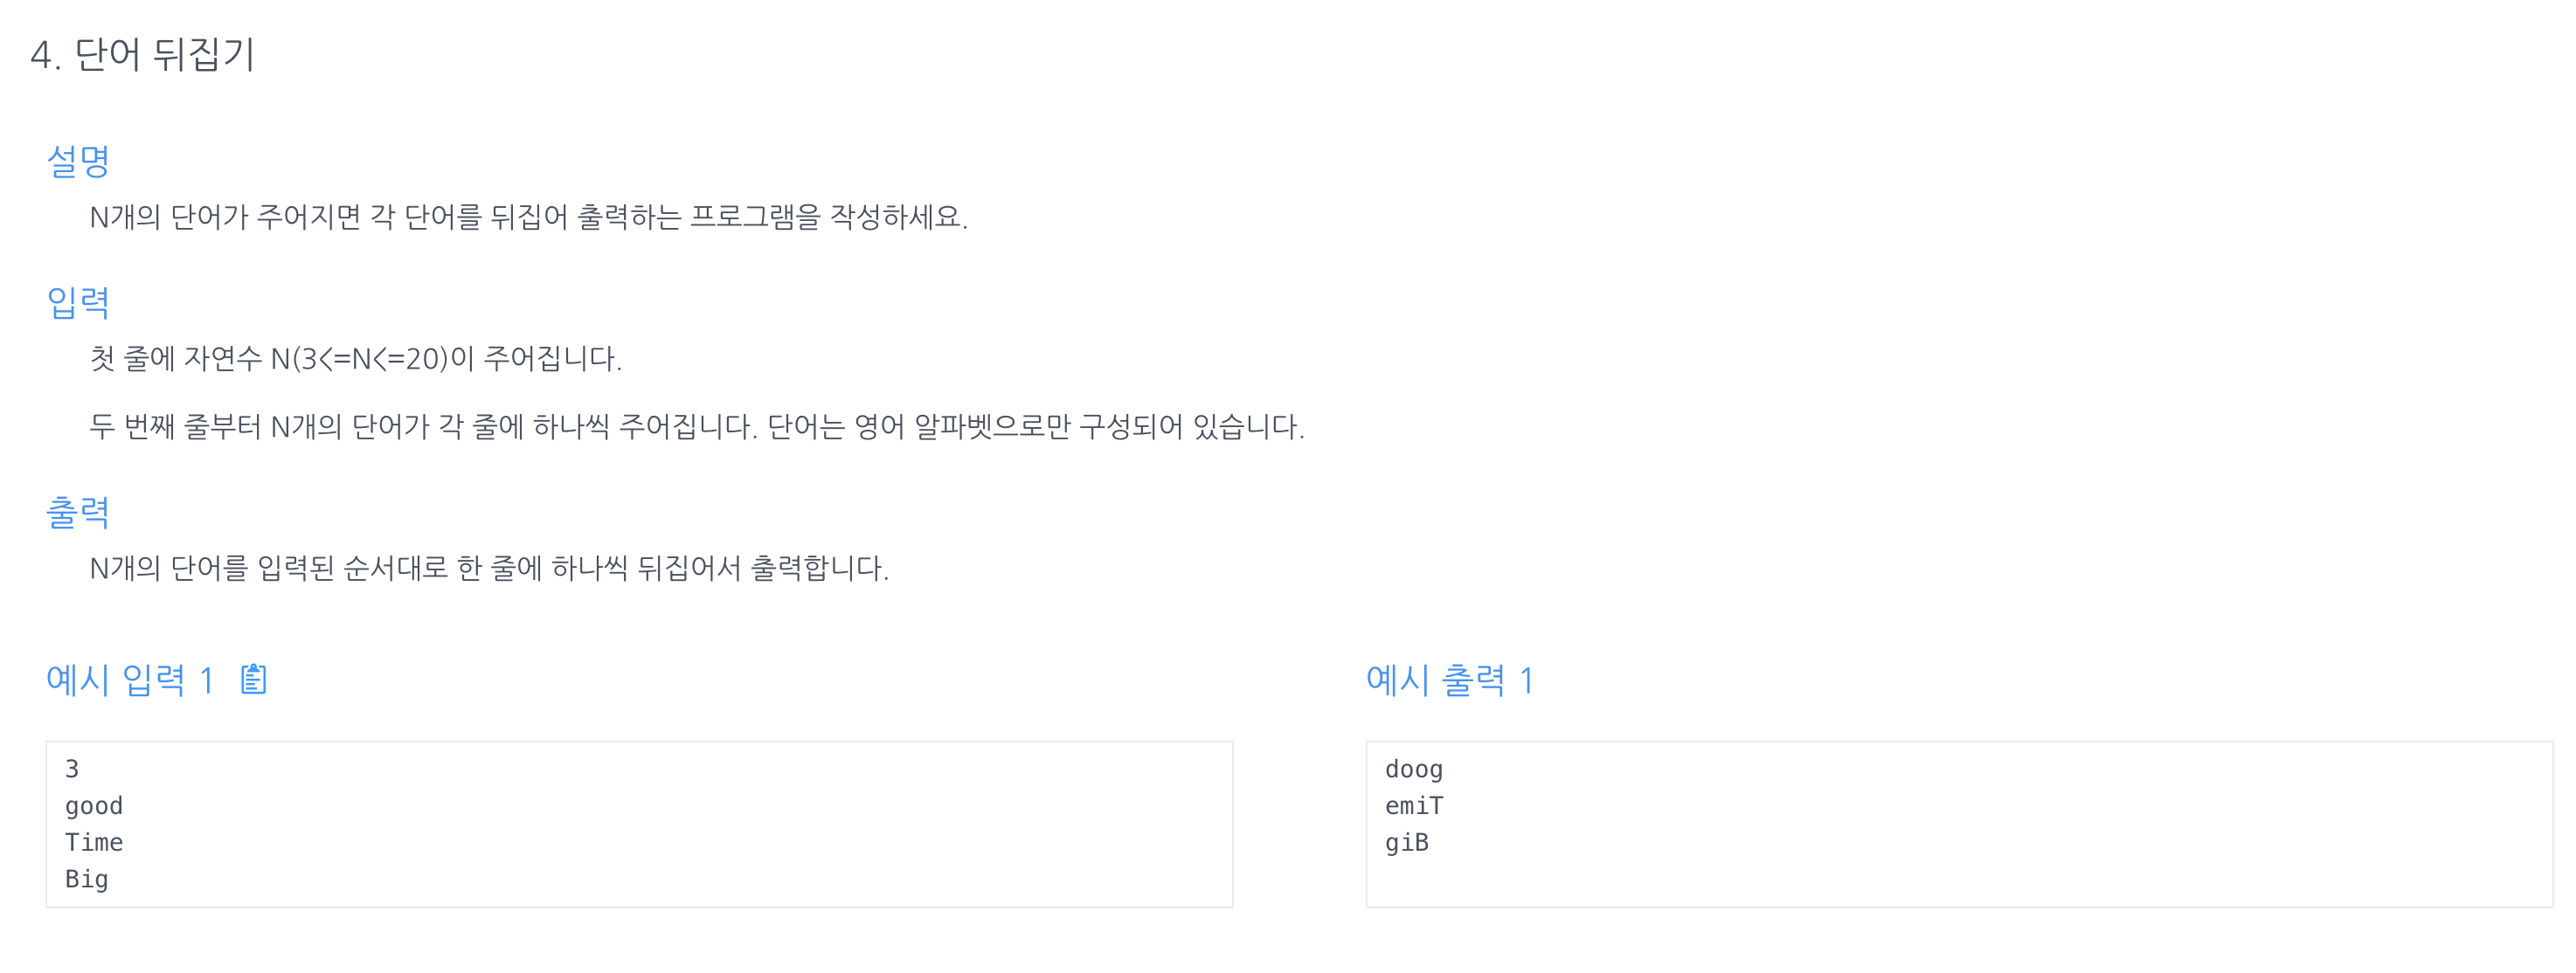 4. 단어 뒤집기
설명
N개의 단어가 주어지면 각 단어를 뒤집어 출력하는 프로그램을 작성하세요.
입력
첫 줄에 자연수 N(3<=N<=20)이 주어집니다.
두 번째 줄부터 N개의 단어가 각 줄에 하나씩 주어집니다. 단어는 영어 알파벳으로만 구성되어 있습니다.
출력
N개의 단어를 입력된 순서대로 한 줄에 하나씩 뒤집어서 출력합니다.
예시 입력 1
3
good
Time
Big
예시 출력 1
doog
emiT
giB